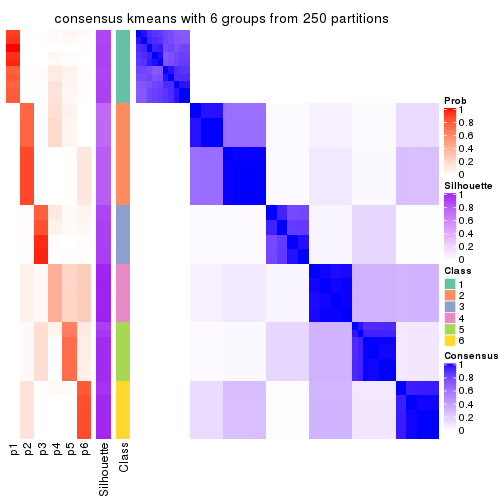 consensus kmeans with 6 groups from 250 partitions
Prob
1
0.8
0.6
0.4
0.2
0
Silhouette
1
0.8
0.6
0.4
0.2
0
Class
1
2
3
4
5
6
Consensus
1
0.8
0.6
0.4
0.2
0
p1
p2
p3
p4
p5
p6
Silhouette
Class